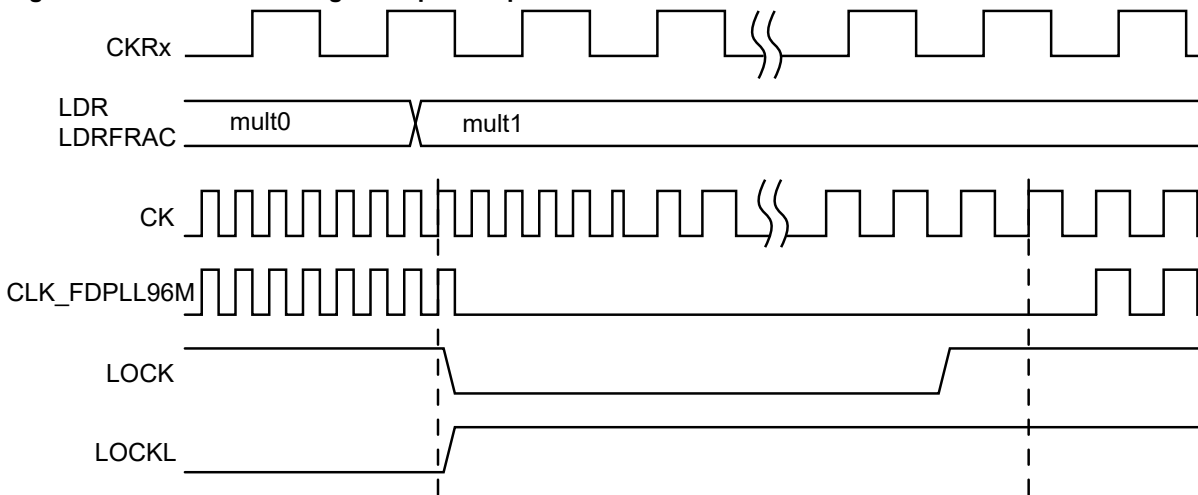 CKRx
LDR
LDRFRAC
mult0
mult1
CK
CLK_FDPLL96M
LOCK
LOCKL